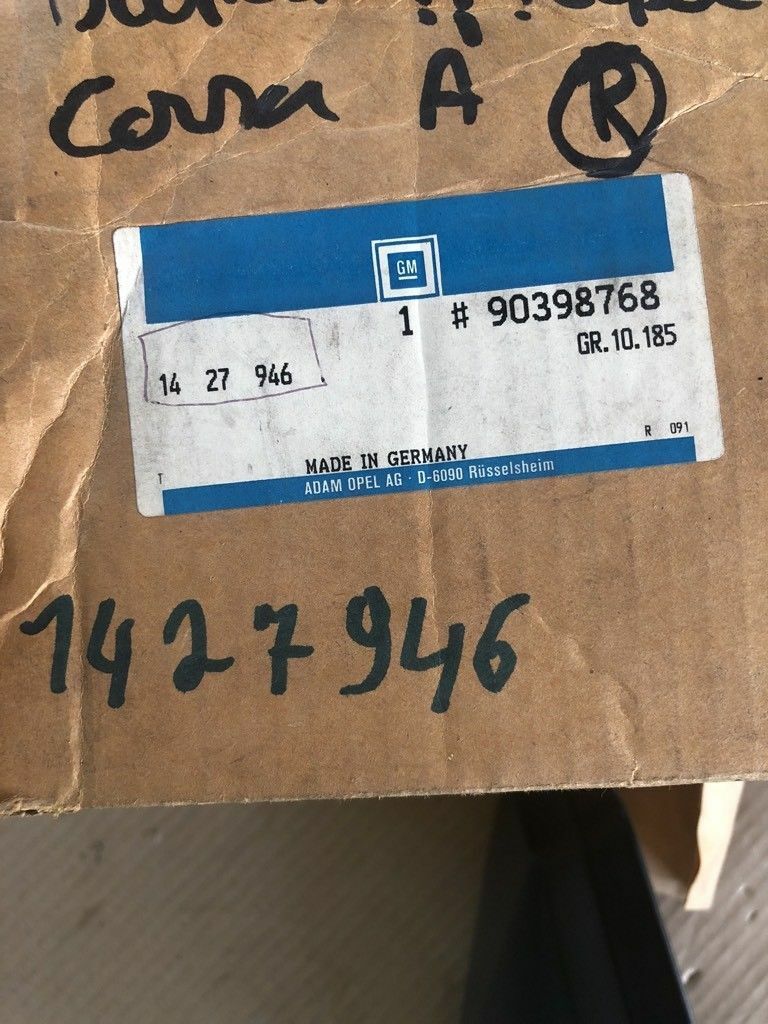 Corsa A R
GM
1 # 90398768
GR.10.185
14 27 946
R 091
MADE IN GERMANY
T
ADAM OPEL AG · D-6090 Rüsselsheim
1427946